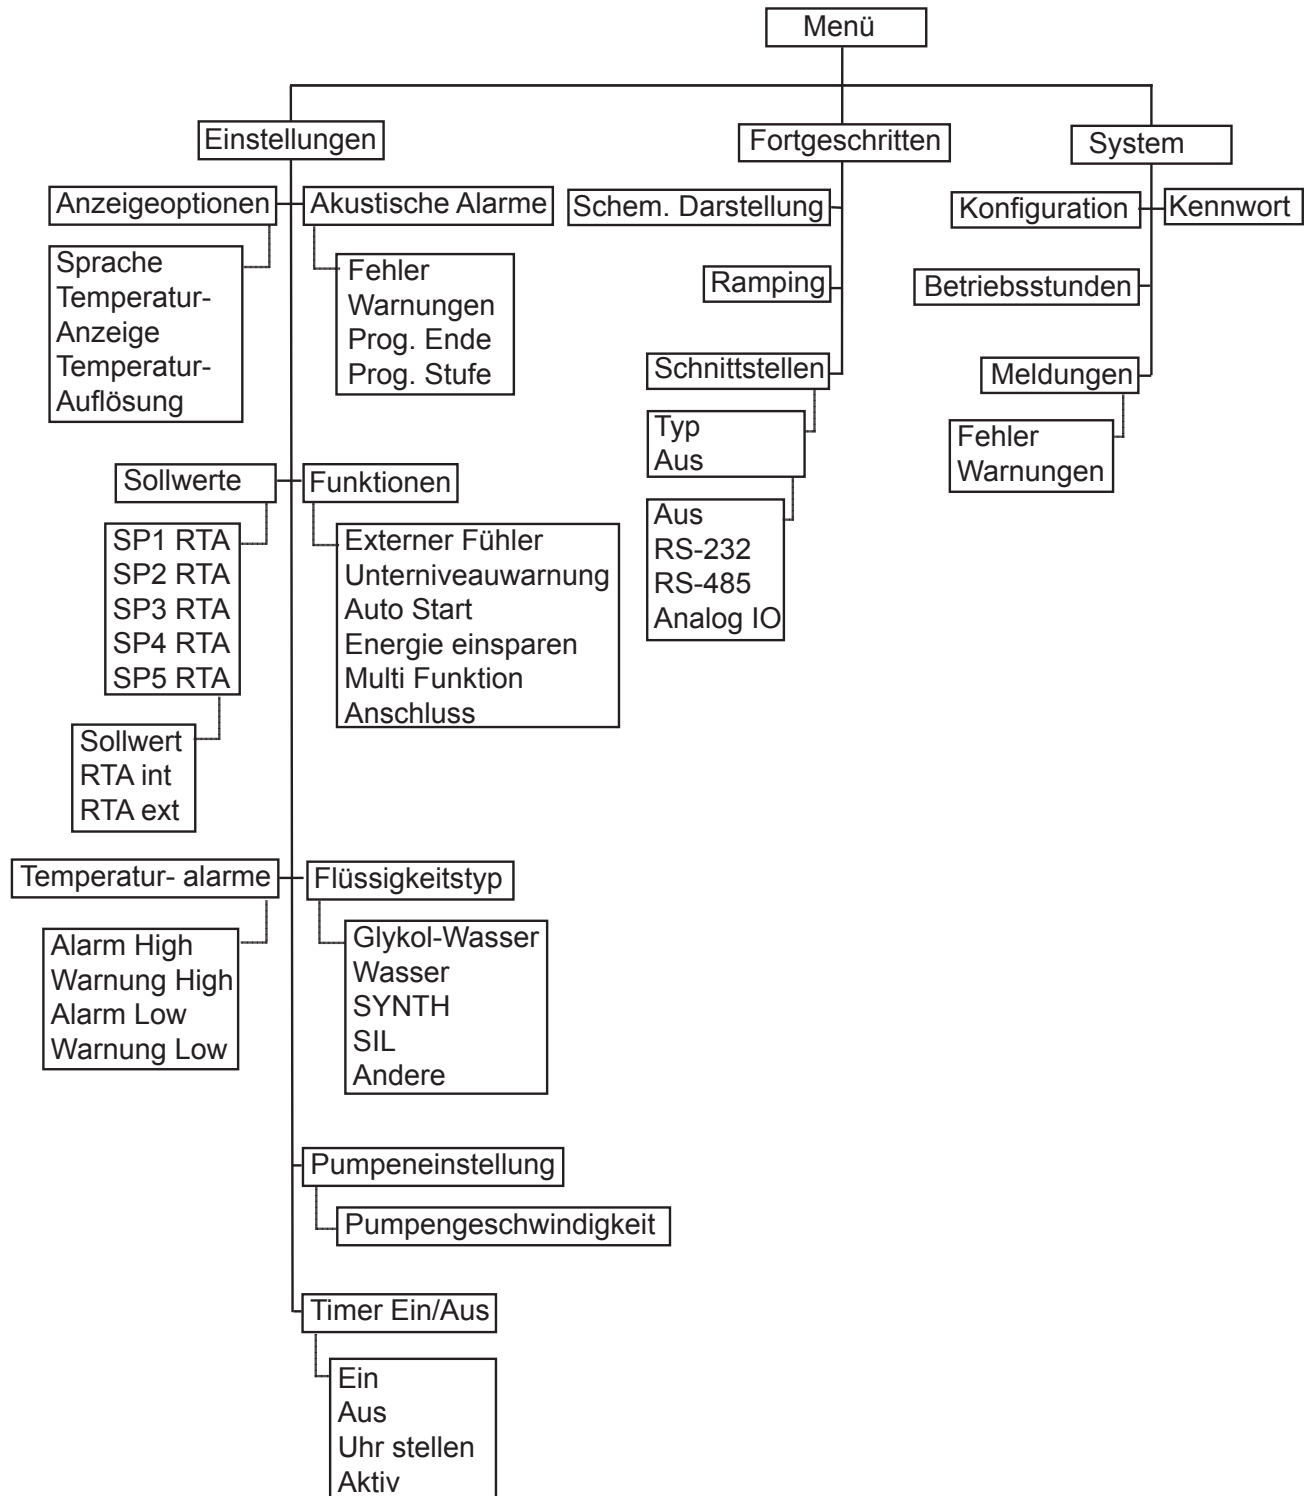 Menü
Einstellungen
Fortgeschritten
System
Anzeigeoptionen
Sprache
Temperatur-
Anzeige
Temperatur-
Auflösung
Akustische Alarme
Fehler
Warnungen
Prog. Ende
Prog. Stufe
Sollwerte
SP1 RTA
SP2 RTA
SP3 RTA
SP4 RTA
SP5 RTA
Sollwert
RTA int
RTA ext
Funktionen
Externer Fühler
Unterniveauwarnung
Auto Start
Energie einsparen
Multi Funktion
Anschluss
Temperatur- alarme
Alarm High
Warnung High
Alarm Low
Warnung Low
Flüssigkeitstyp
Glykol-Wasser
Wasser
SYNTH
SIL
Andere
Pumpeneinstellung
Pumpengeschwindigkeit
Timer Ein/Aus
Ein
Aus
Uhr stellen
Aktiv
Schem. Darstellung
Ramping
Schnittstellen
Typ
Aus
Aus
RS-232
RS-485
Analog IO
Konfiguration
Kennwort
Betriebsstunden
Meldungen
Fehler
Warnungen